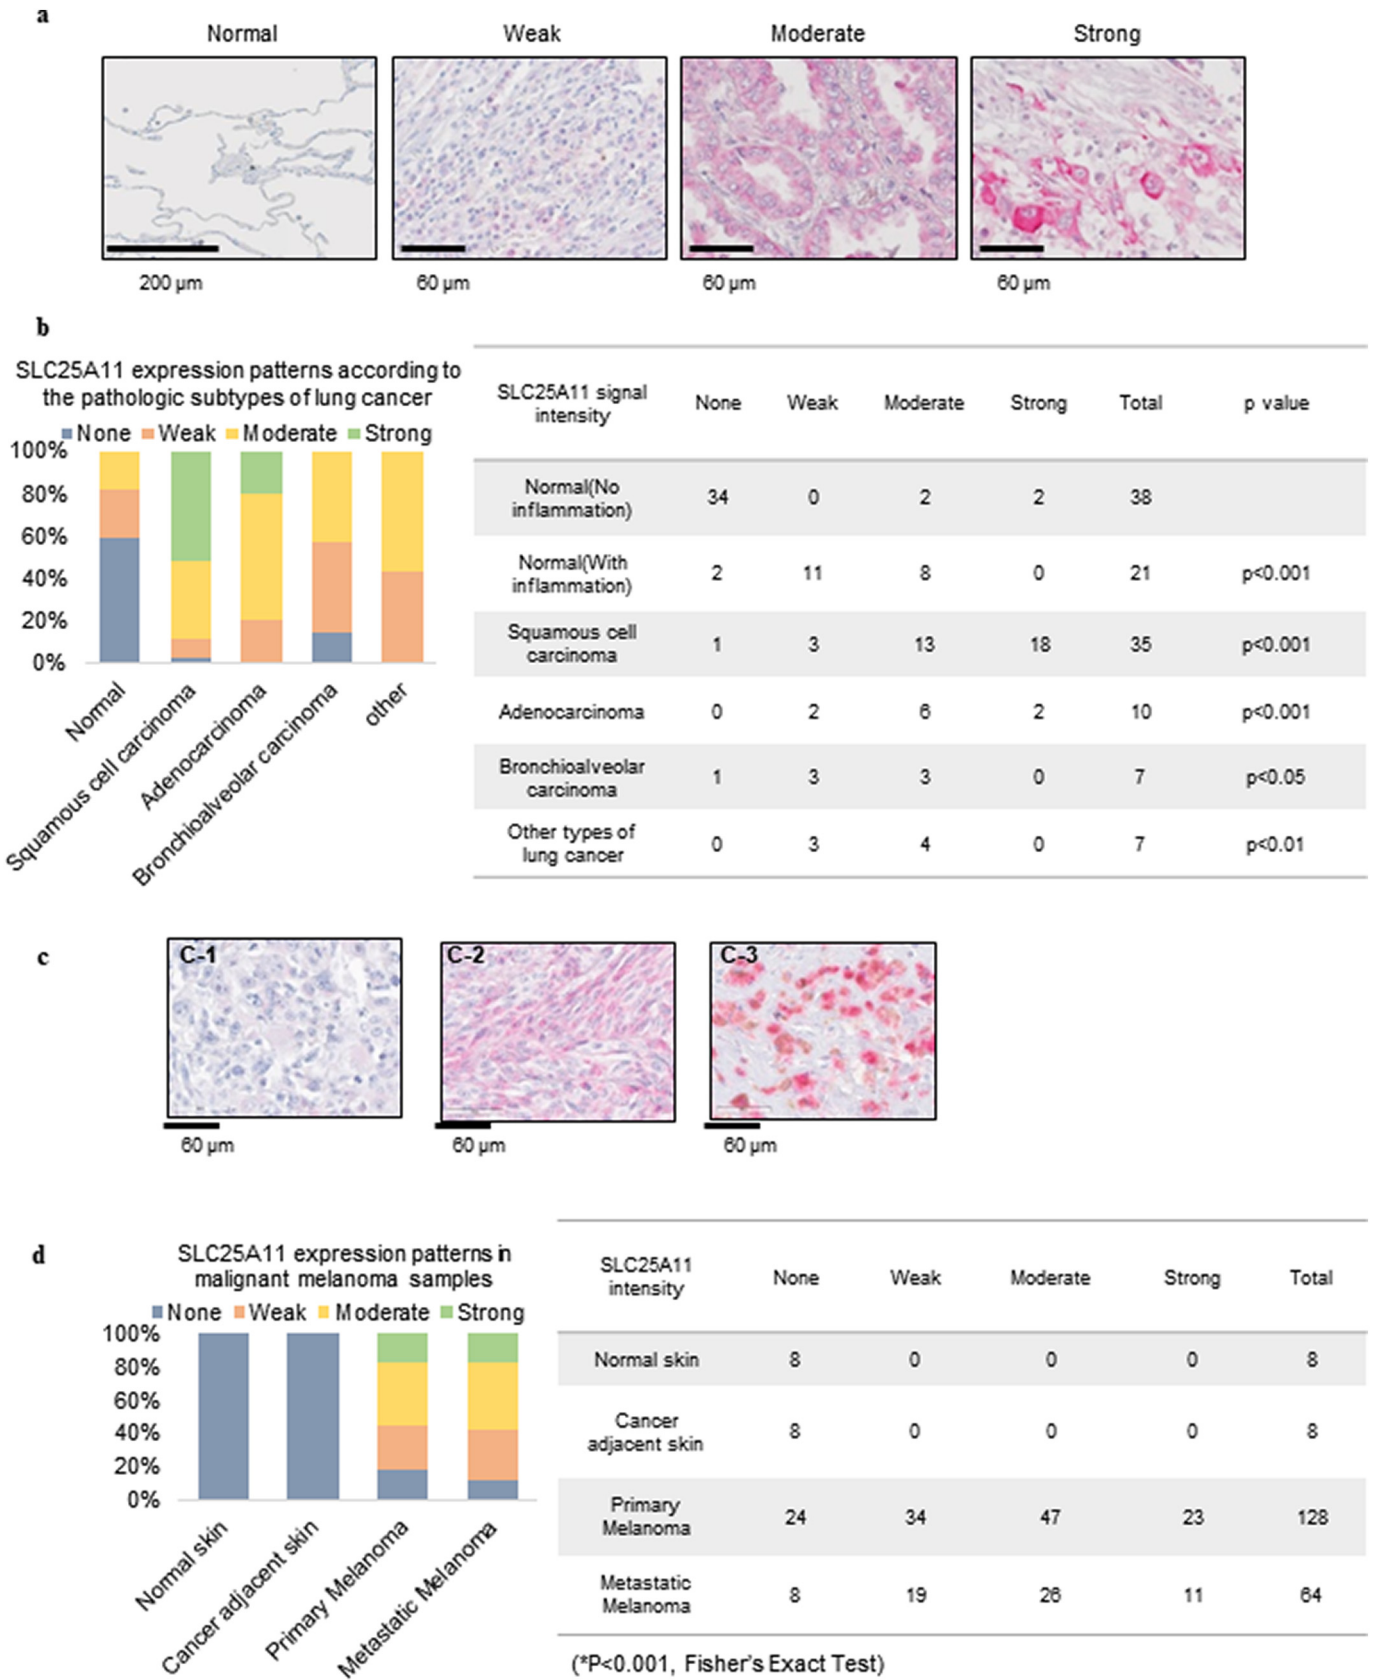 a
Normal
Weak
Moderate
Strong
200 µm
60 µm
60 µm
60 µm
b
SLC25A11 expression patterns according to
the pathologic subtypes of lung cancer
None Weak Moderate Strong
100%
80%
60%
40%
20%
0%
Normal
Squamous cell carcinoma
Adenocarcinoma
Bronchioalveolar carcinoma
other
SLC25A11 signal
intensity
None Weak Moderate Strong Total p value
Normal(No
inflammation)
34 0 2 2 38
Normal(With
inflammation)
2 11 8 0 21 p<0.001
Squamous cell
carcinoma
1 3 13 18 35 p<0.001
Adenocarcinoma 0 2 6 2 10 p<0.001
Bronchioalveolar
carcinoma
1 3 3 0 7 p<0.05
Other types of
lung cancer
0 3 4 0 7 p<0.01
c
C-1
C-2
C-3
60 µm
60 µm
60 µm
d
SLC25A11 expression patterns in
malignant melanoma samples
None Weak Moderate Strong
100%
80%
60%
40%
20%
0%
Normal skin
Cancer adjacent skin
Primary Melanoma
Metastatic Melanoma
SLC25A11
intensity
None Weak Moderate Strong Total
Normal skin 8 0 0 0 8
Cancer
adjacent skin
8 0 0 0 8
Primary
Melanoma
24 34 47 23 128
Metastatic
Melanoma
8 19 26 11 64
(*P<0.001, Fisher's Exact Test)